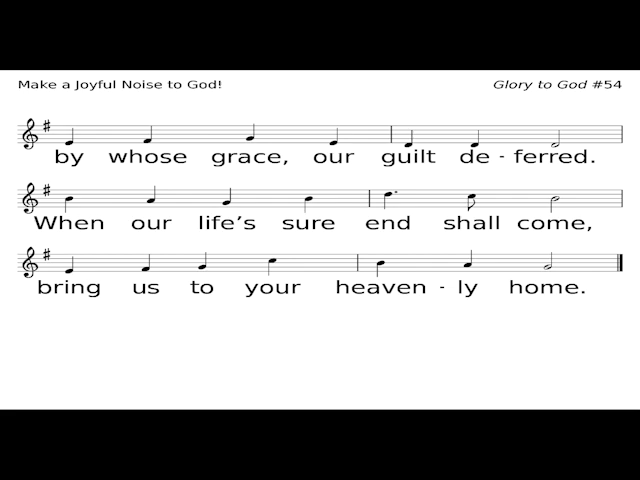 Make a Joyful Noise to God! Glory to God #54
by whose grace, our guilt de - ferred.
When our life’s sure end shall come,
bring us to your heaven - ly home.